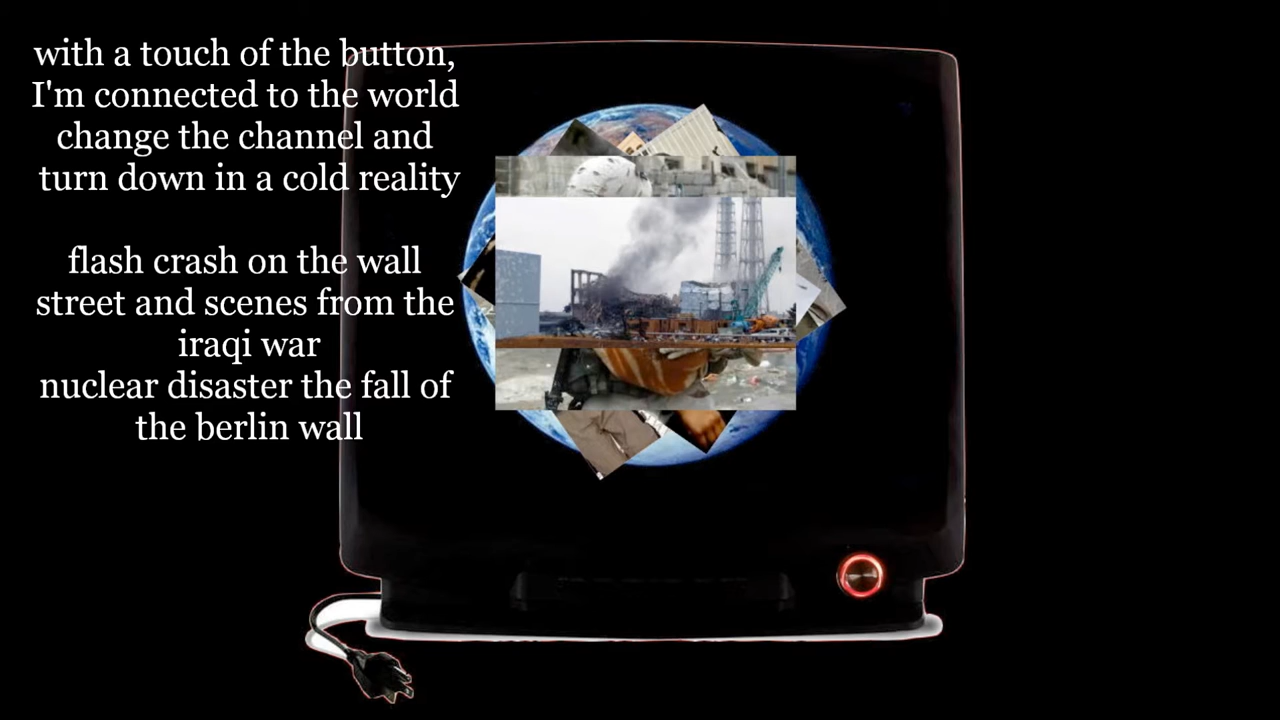 with a touch of the button,
I'm connected to the world
change the channel and
turn down in a cold reality
flash crash on the wall
street and scenes from the
iraqi war
nuclear disaster the fall of
the berlin wall